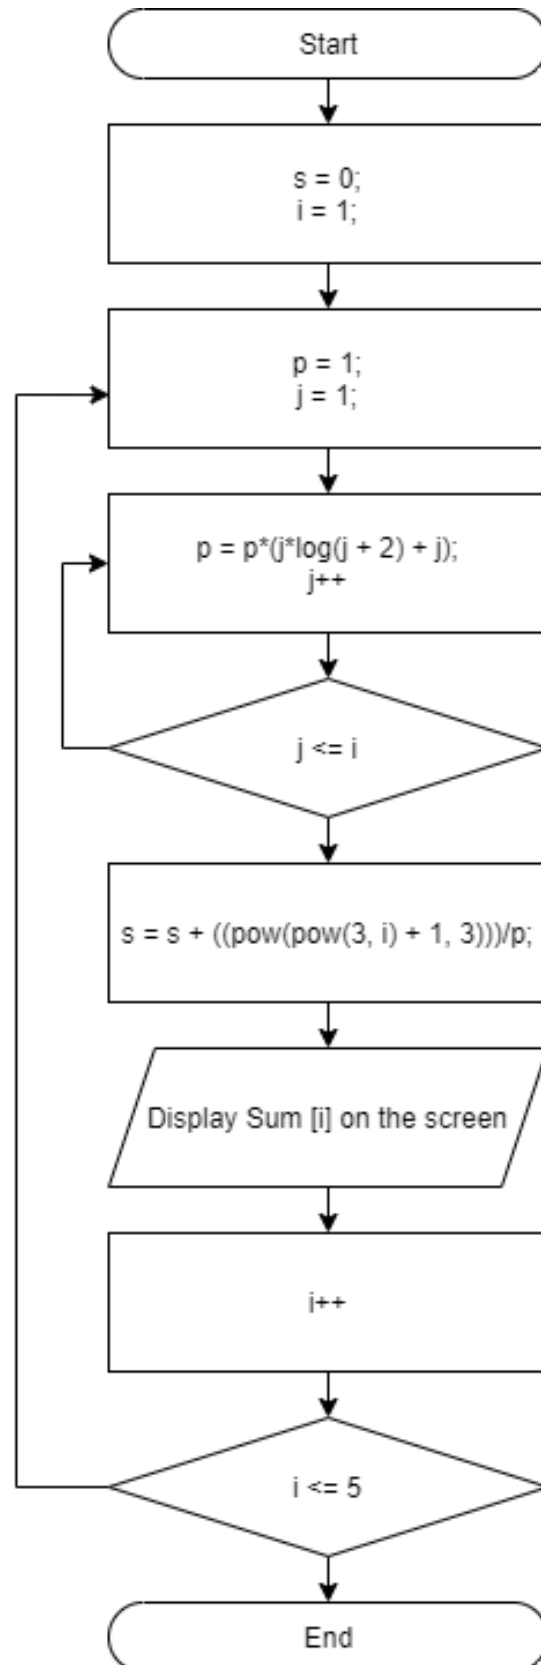 Start
s = 0;
i = 1;
p = 1;
j = 1;
p = p*(j*log(j + 2) + j);
j++
j <= i
s = s + ((pow(pow(3, i) + 1, 3)))/p;
Display Sum [i] on the screen
i++
i <= 5
End